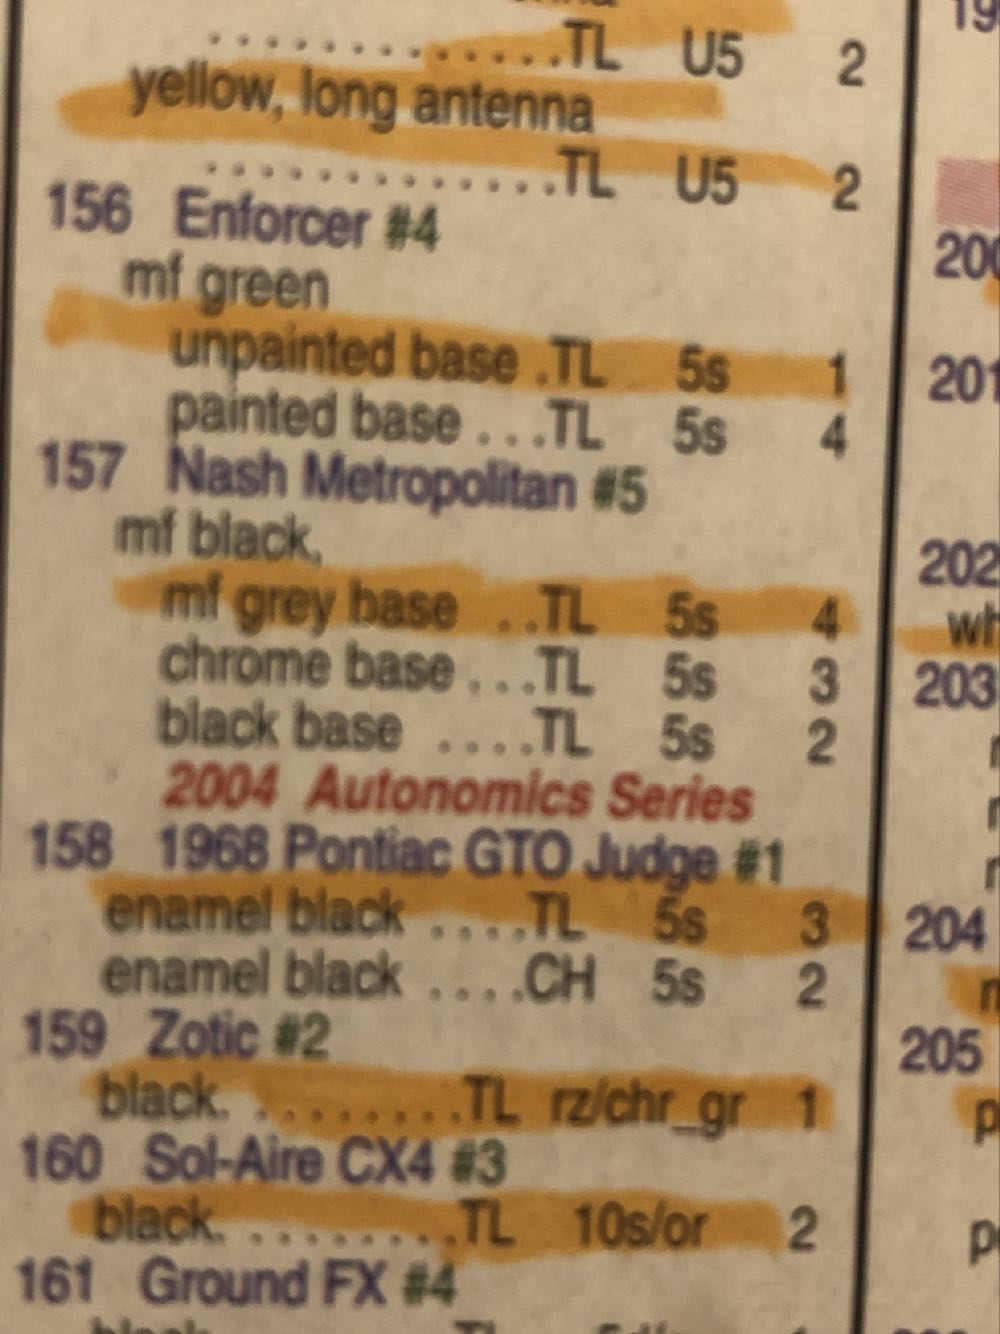 .............TL U5 2
yellow, long antenna
..............TL U5 2
156 Enforcer #4
mf green
unpainted base .TL 5s 1
painted base ...TL 5s 4
157 Nash Metropolitan #5
mf black,
mf grey base ..TL 5s 4
chrome base ...TL 5s 3
black base ....TL 5s 2
2004 Autonomics Series
158 1968 Pontiac GTO Judge #1
enamel black ....TL 5s 3
enamel black ....CH 5s 2
159 Zotic #2
black. ........TL rz/chr_gr 1
160 Sol-Aire CX4 #3
black. ........TL 10s/or 2
161 Ground FX #4
201
202
203
204
205